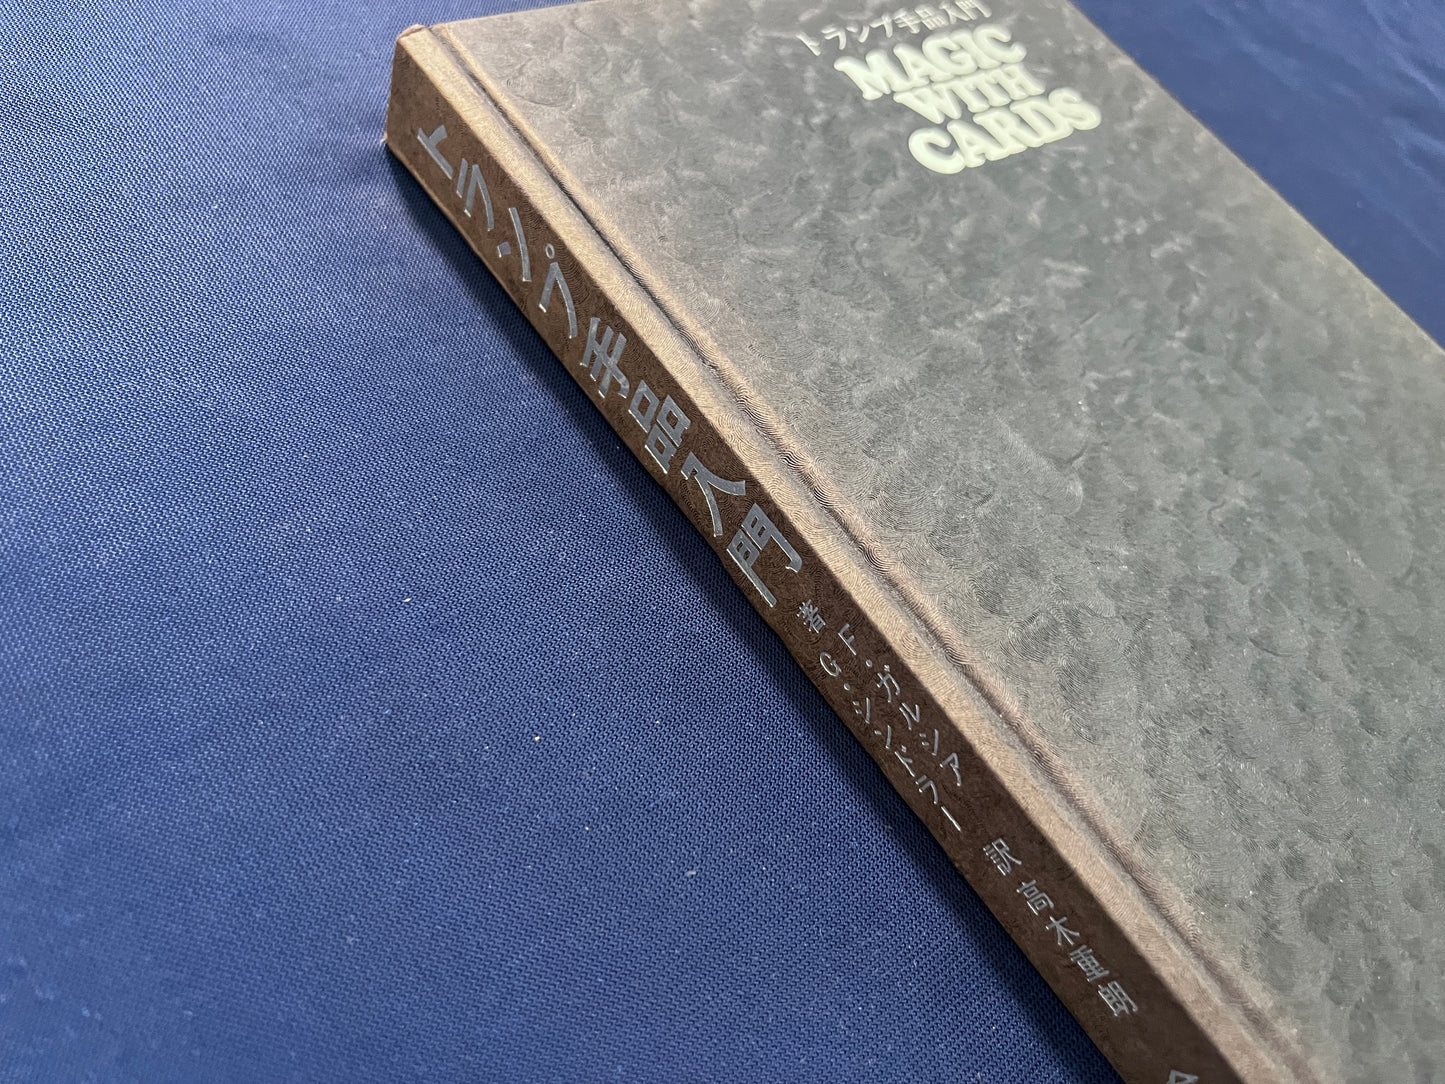 トランプ手品入門
MAGIC
WITH
CARDS
トランプ手品入門
著 F・ガルシア
G・シンドラー
訳 高木重朗